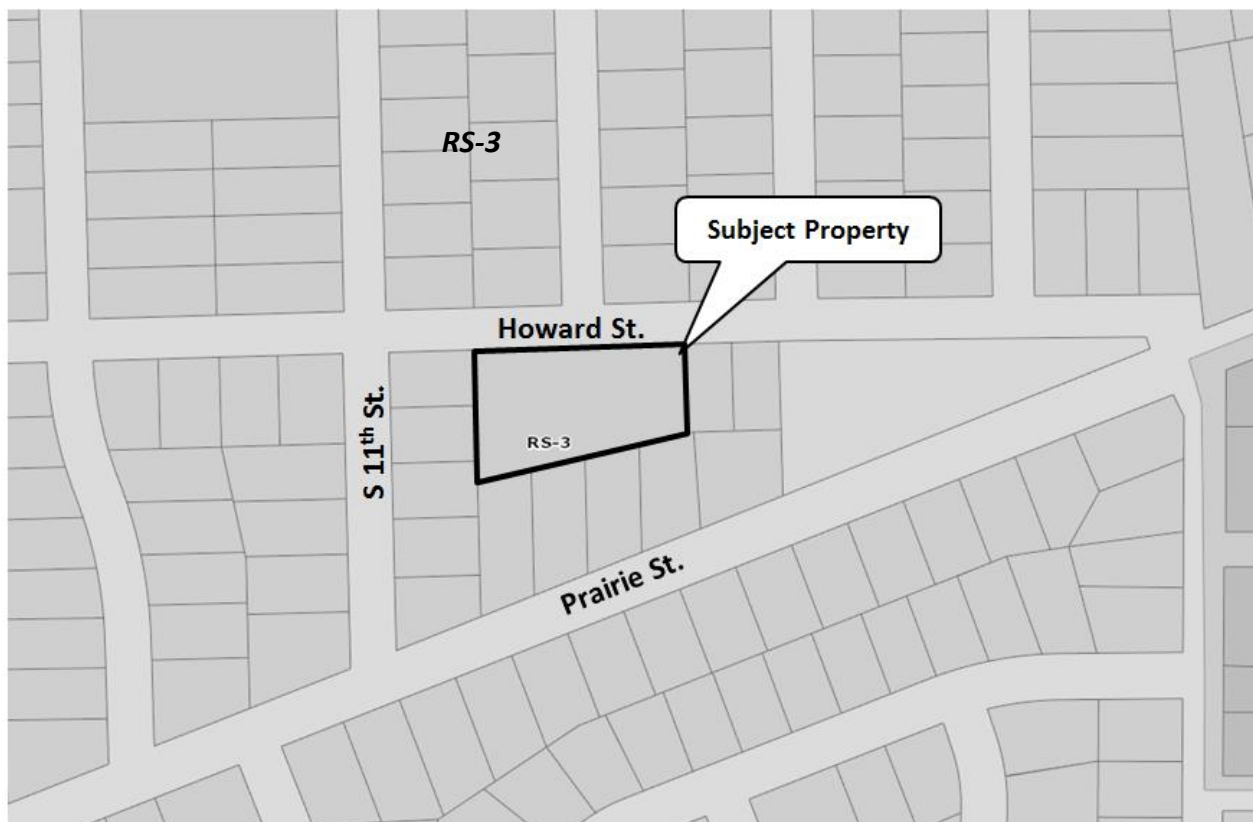 RS-3
Subject Property
Howard St.
S 11th St.
RS-3
Prairie St.